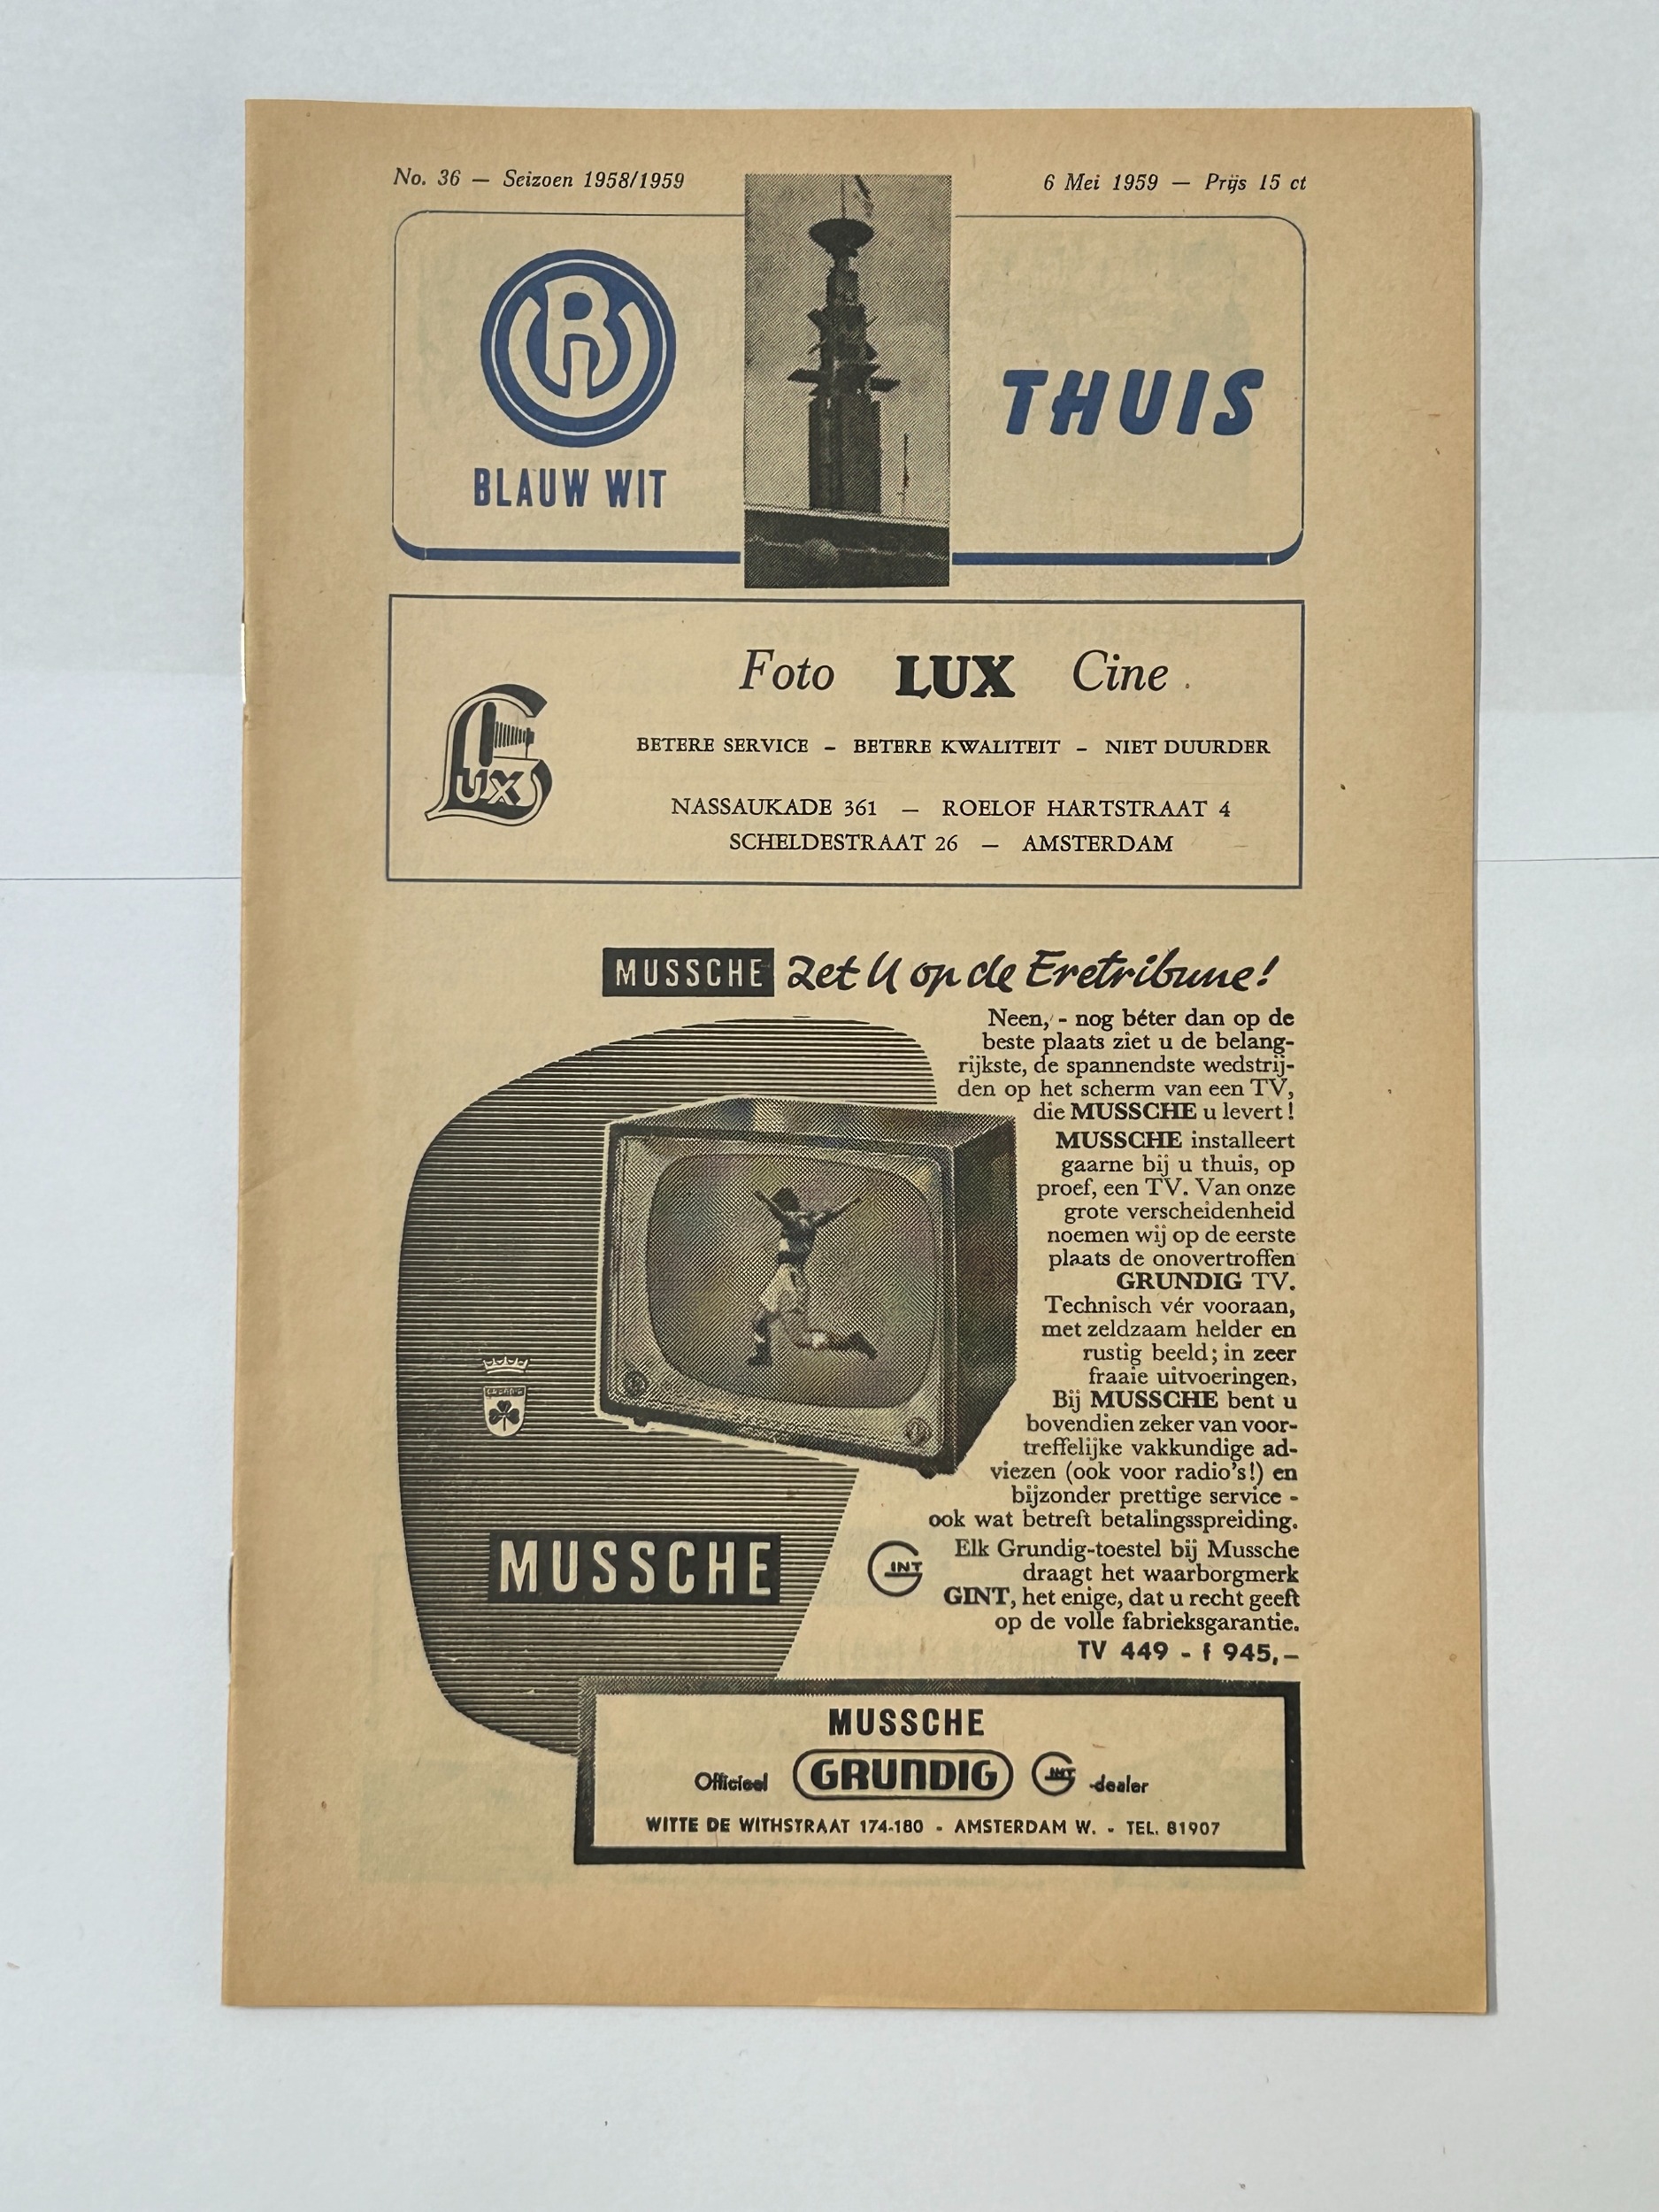 No. 36 — Seizoen 1958/1959
6 Mei 1959 — Prijs 15 ct
BW
BLAUW WIT
THUIS
Foto LUX Cine
LUX
BETERE SERVICE – BETERE KWALITEIT – NIET DUURDER
NASSAUKADE 361 — ROELOF HARTSTRAAT 4
SCHELDESTRAAT 26 — AMSTERDAM
MUSSCHE zet U op de Eretribune!
Neen, - nog béter dan op de
beste plaats ziet u de belang-
rijkste, de spannendste wedstrij-
den op het scherm van een TV,
die MUSSCHE u levert!
MUSSCHE installeert
gaarne bij u thuis, op
proef, een TV. Van onze
grote verscheidenheid
noemen wij op de eerste
plaats de onovertroffen
GRUNDIG TV.
Technisch vér vooraan,
met zeldzaam helder en
rustig beeld; in zeer
fraaie uitvoeringen,
Bij MUSSCHE bent u
bovendien zeker van voor-
treffelijke vakkundige ad-
viezen (ook voor radio's!) en
bijzonder prettige service -
ook wat betreft betalingsspreiding.
Elk Grundig-toestel bij Mussche
draagt het waarborgmerk
GINT, het enige, dat u recht geeft
op de volle fabrieksgarantie.
TV 449 - f 945,–
GRUNDIG
MUSSCHE
GINT
MUSSCHE
Officieel GRUNDIG GINT -dealer
WITTE DE WITHSTRAAT 174-180 - AMSTERDAM W. - TEL. 81907